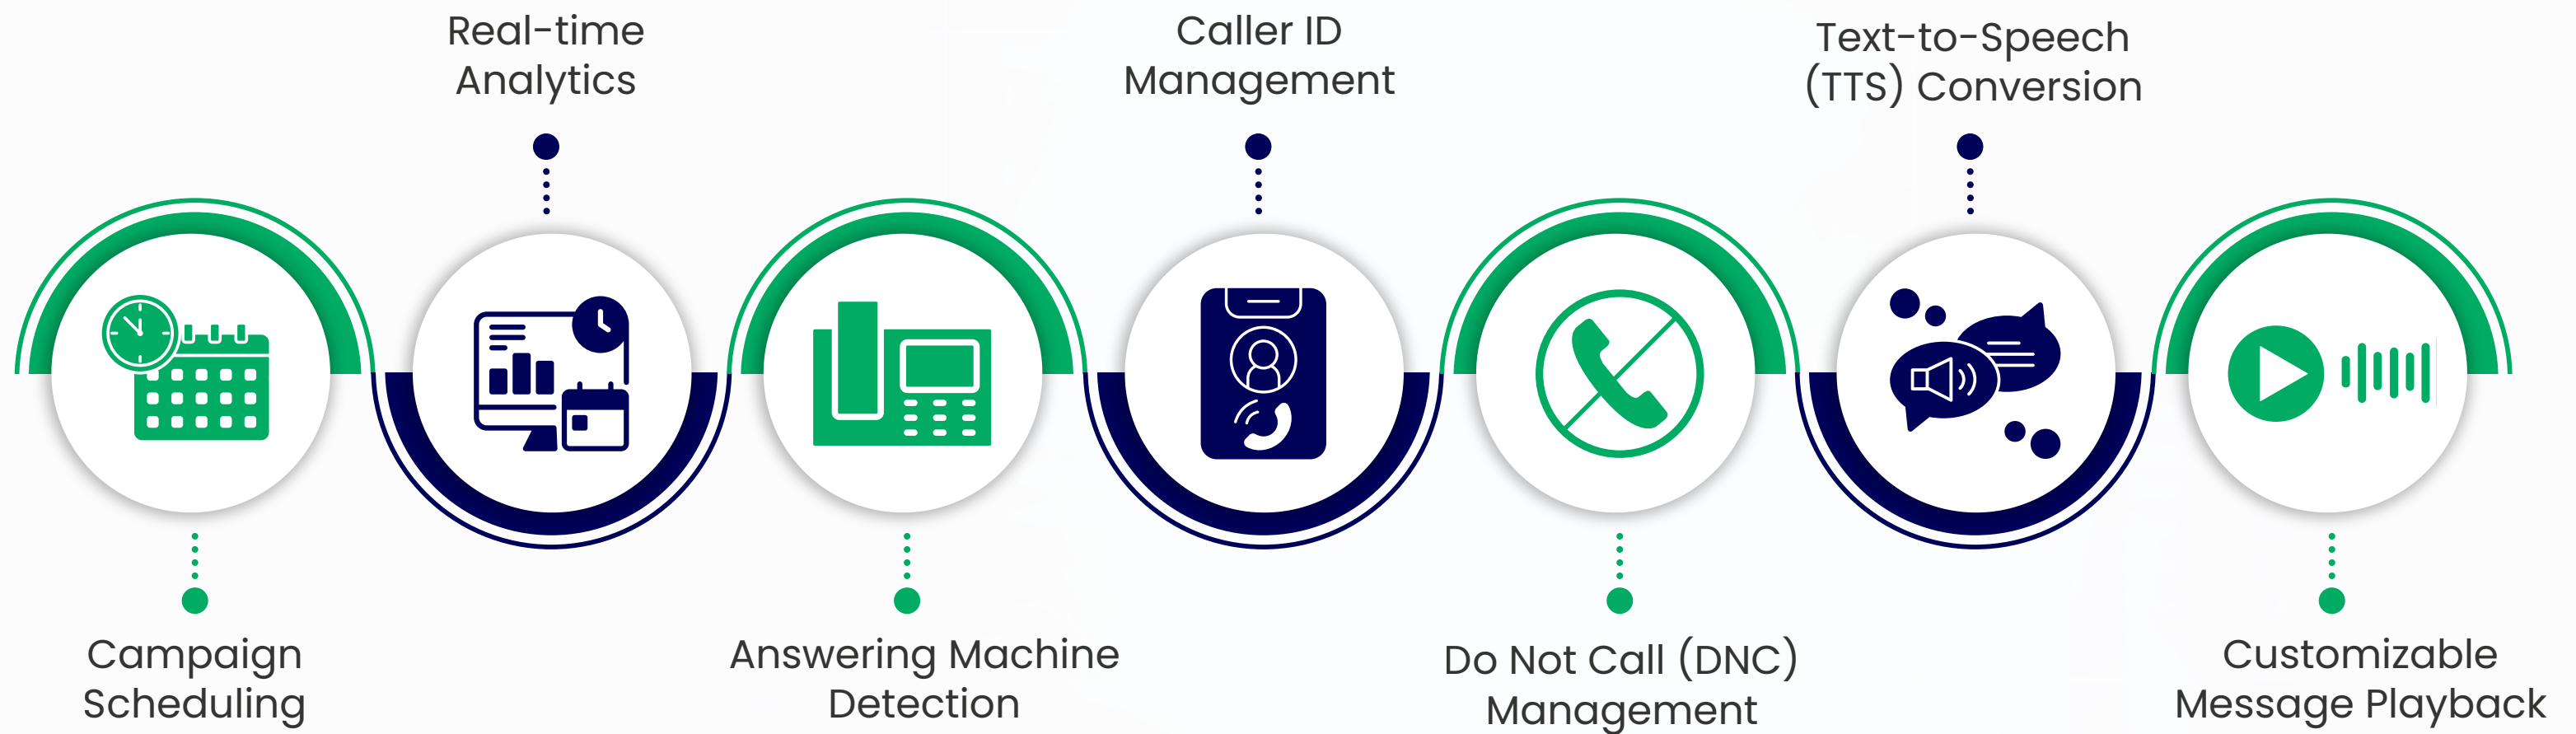 Real-time
Analytics
Caller ID
Management
Text-to-Speech
(TTS) Conversion
Campaign
Scheduling
Answering Machine
Detection
Do Not Call (DNC)
Management
Customizable
Message Playback